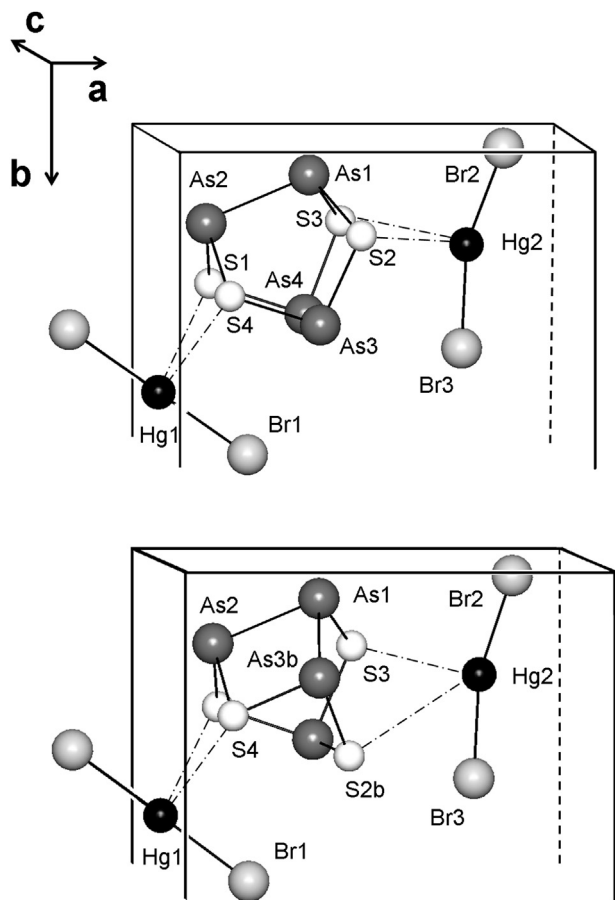 c
a
b
As2
As1
Br2
S3
S2
Hg2
S1
As4
S4
As3
Br3
Hg1
Br1
As2
As1
Br2
As3b
S3
Hg2
S4
S2b
Br3
Hg1
Br1